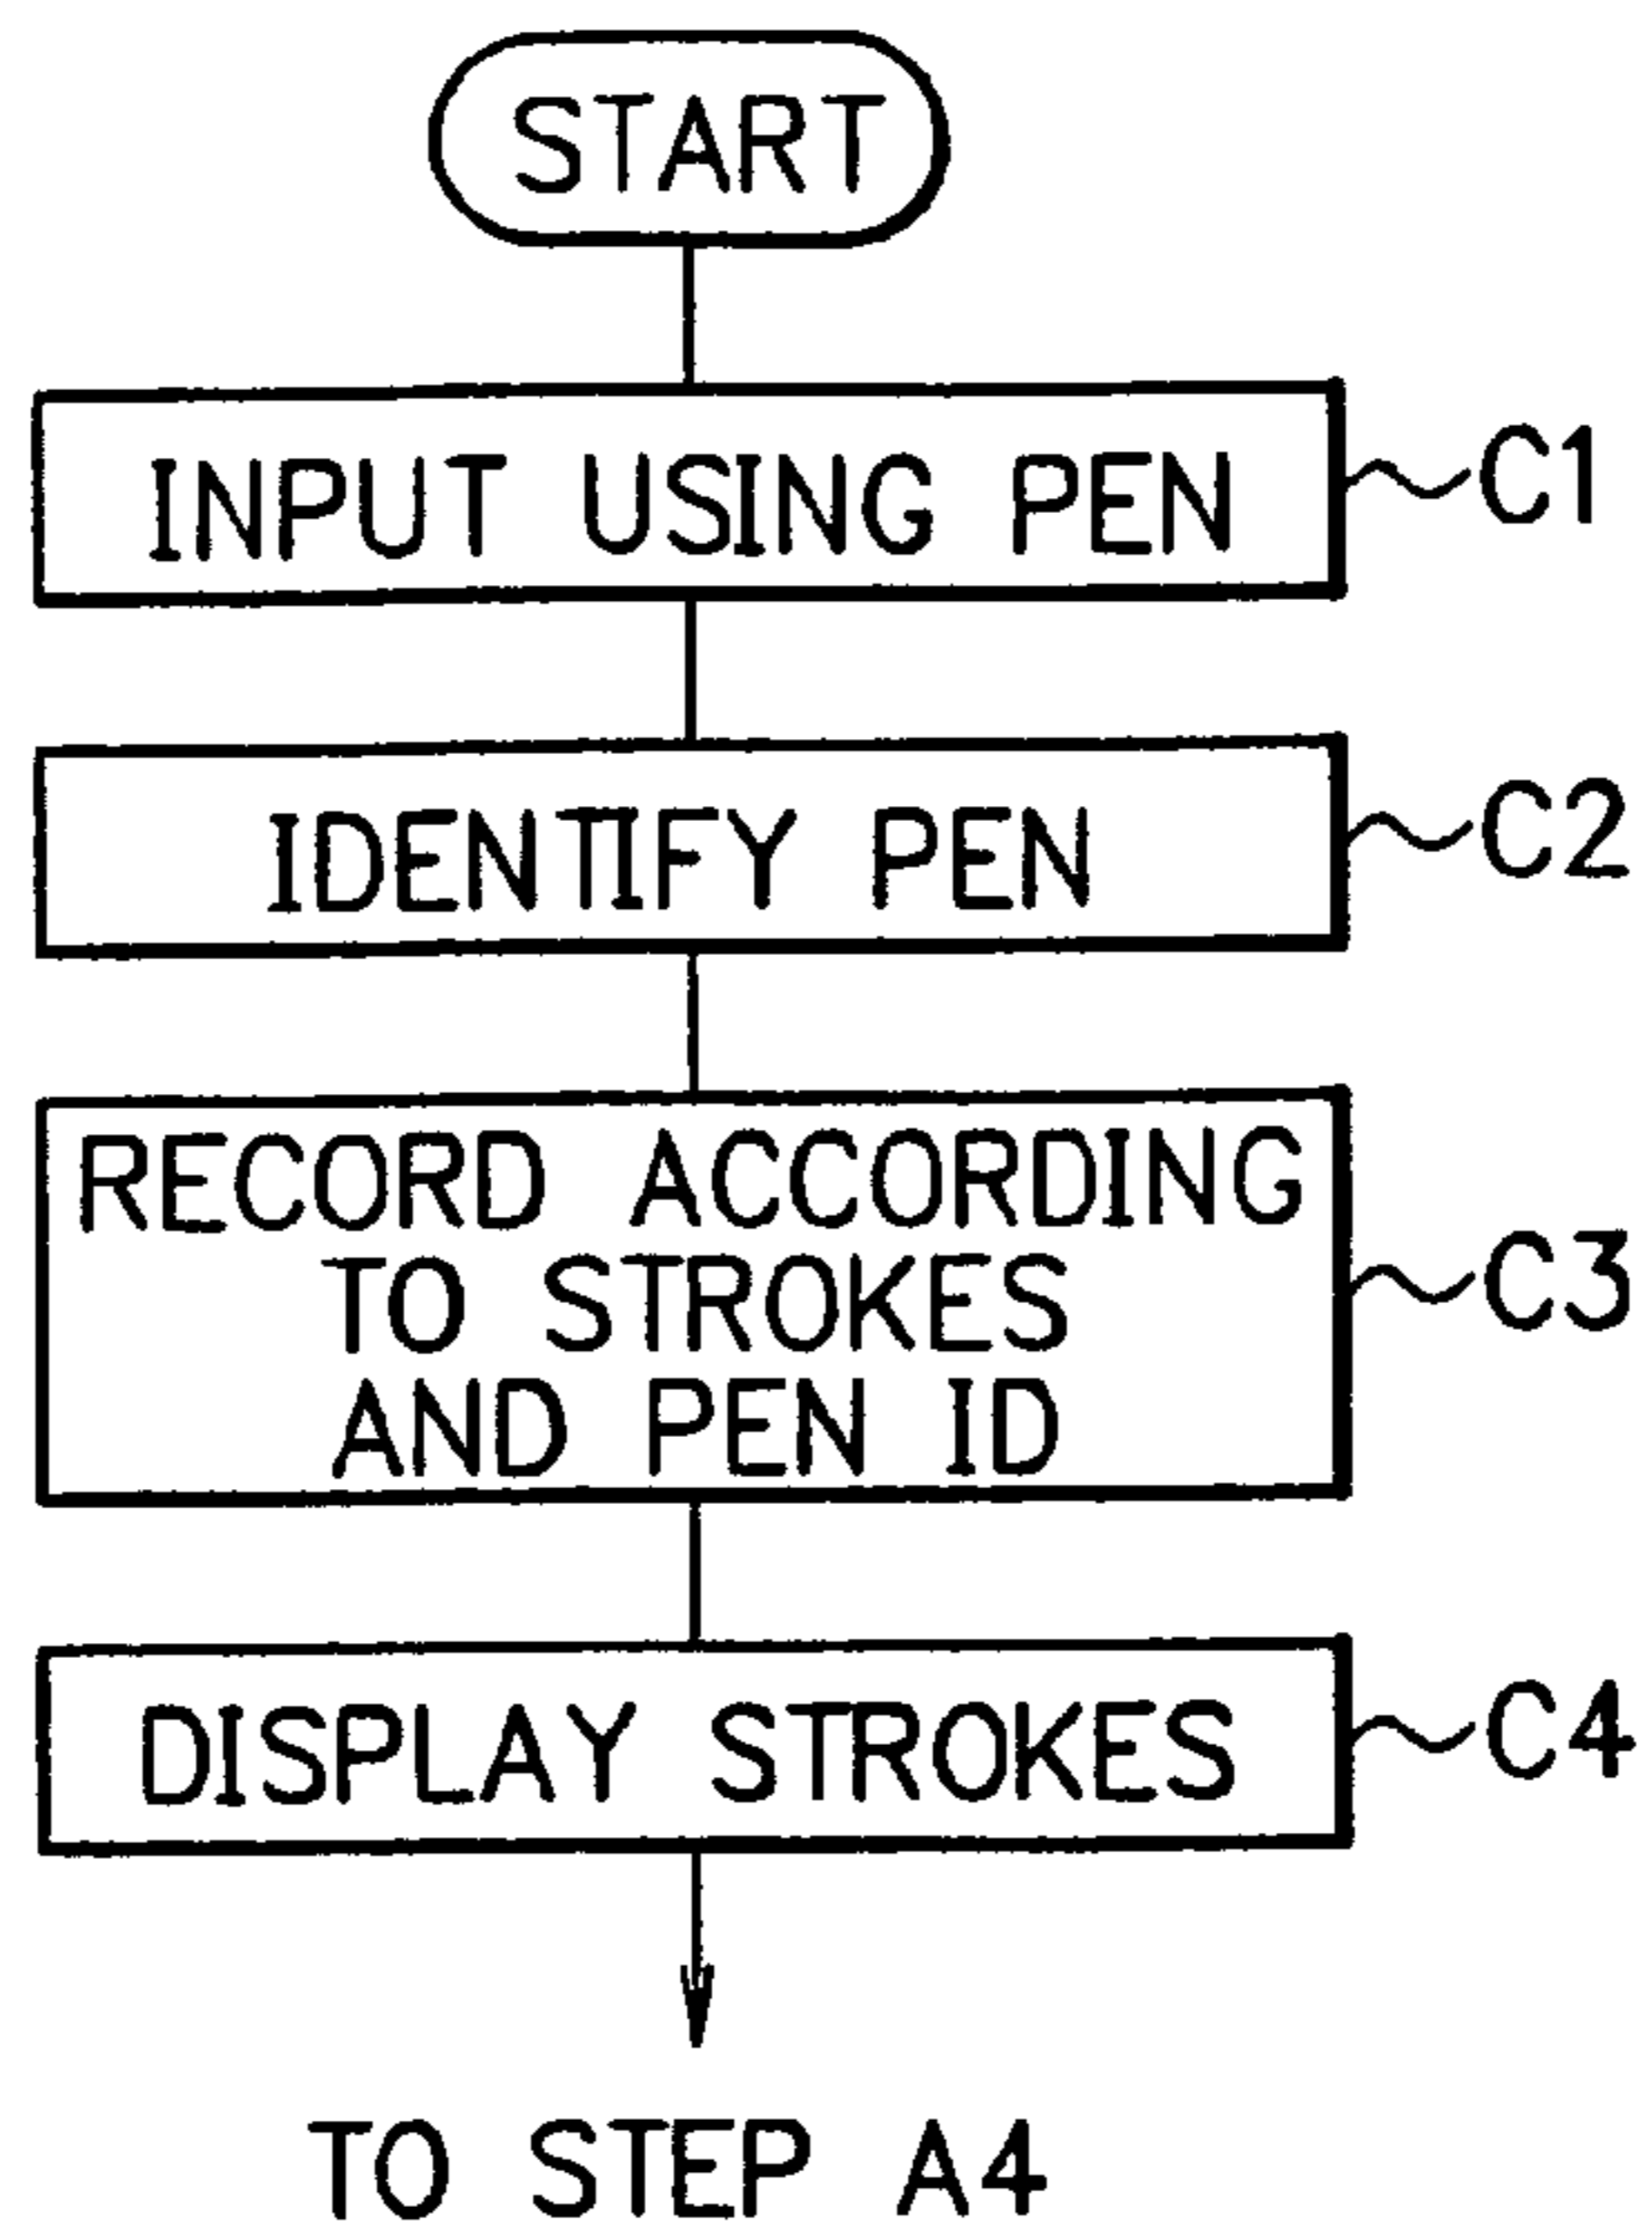 START
INPUT USING PEN
C1
IDENTIFY PEN
C2
RECORD ACCORDING
TO STROKES
AND PEN ID
C3
DISPLAY STROKES
C4
TO STEP A4